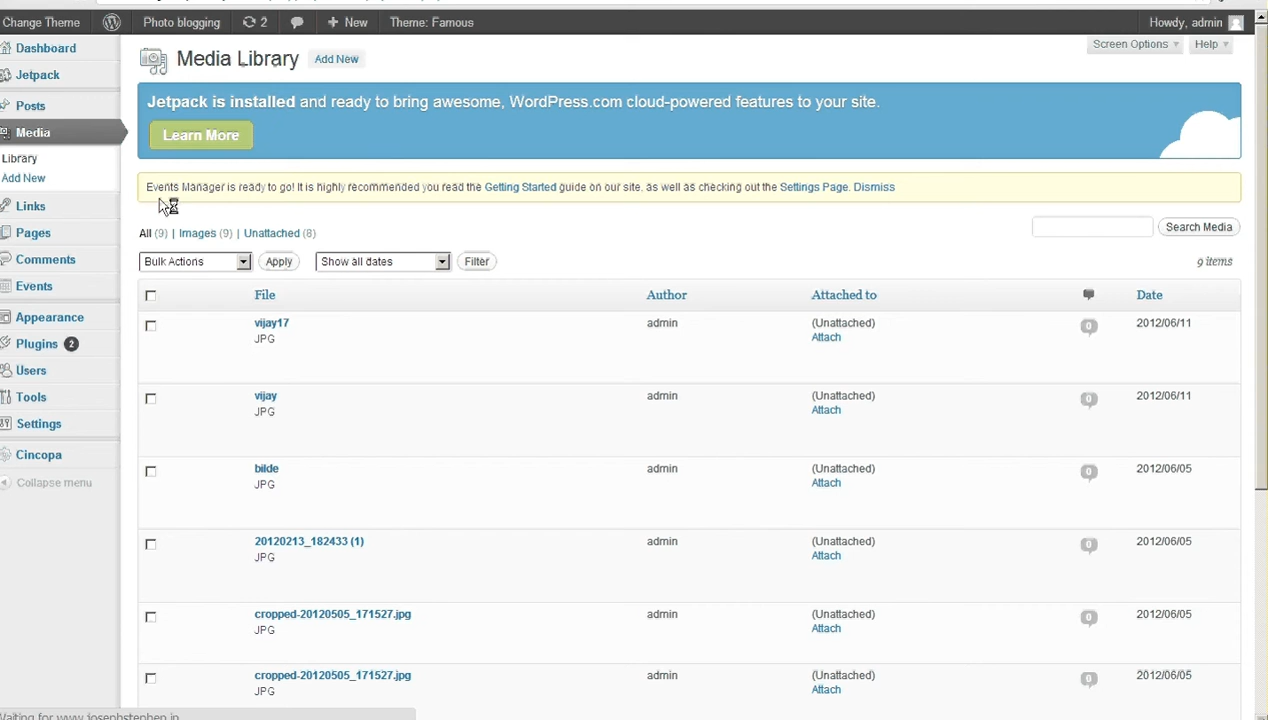 Change Theme Photo blogging 2 New Theme: Famous Howdy, admin
Dashboard
Jetpack
Posts
Media
Library
Add New
Links
Pages
Comments
Events
Appearance
Plugins 2
Users
Tools
Settings
Cincopa
Collapse menu
Media Library Add New
Screen Options Help
Jetpack is installed and ready to bring awesome, WordPress.com cloud-powered features to your site.
Learn More
Events Manager is ready to go! It is highly recommended you read the Getting Started guide on our site, as well as checking out the Settings Page. Dismiss
All (9) | Images (9) | Unattached (8)
Search Media
Bulk Actions Apply Show all dates Filter
9 items
File Author Attached to Date
vijay17 admin (Unattached) 0 2012/06/11
JPG Attach
vijay admin (Unattached) 0 2012/06/11
JPG Attach
bilde admin (Unattached) 0 2012/06/05
JPG Attach
20120213_182433 (1) admin (Unattached) 0 2012/06/05
JPG Attach
cropped-20120505_171527.jpg admin (Unattached) 0 2012/06/05
JPG Attach
cropped-20120505_171527.jpg admin (Unattached) 0 2012/06/05
JPG Attach
Waiting for www.josephstephen.in